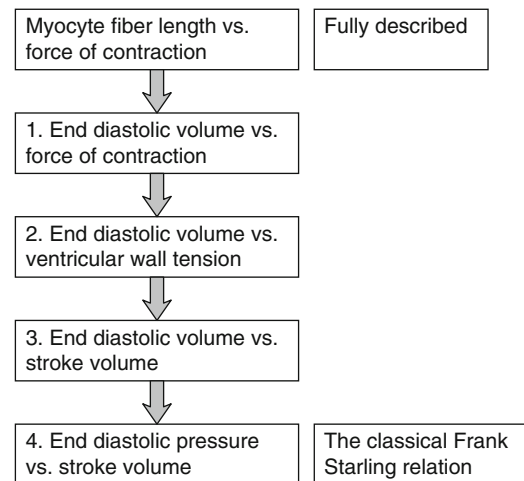 Myocyte fiber length vs.
force of contraction
Fully described
1. End diastolic volume vs.
force of contraction
2. End diastolic volume vs.
ventricular wall tension
3. End diastolic volume vs.
stroke volume
4. End diastolic pressure
vs. stroke volume
The classical Frank
Starling relation